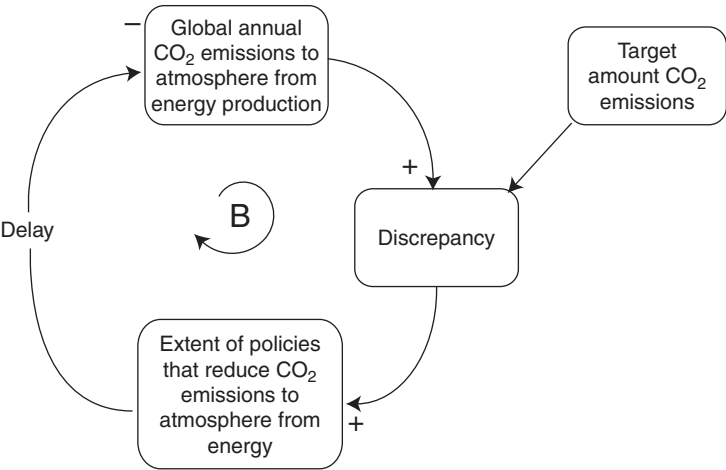 −
Global annual
CO₂ emissions to
atmosphere from
energy production
Target
amount CO₂
emissions
+
B
Delay
Discrepancy
Extent of policies
that reduce CO₂
emissions to
atmosphere from
energy
+